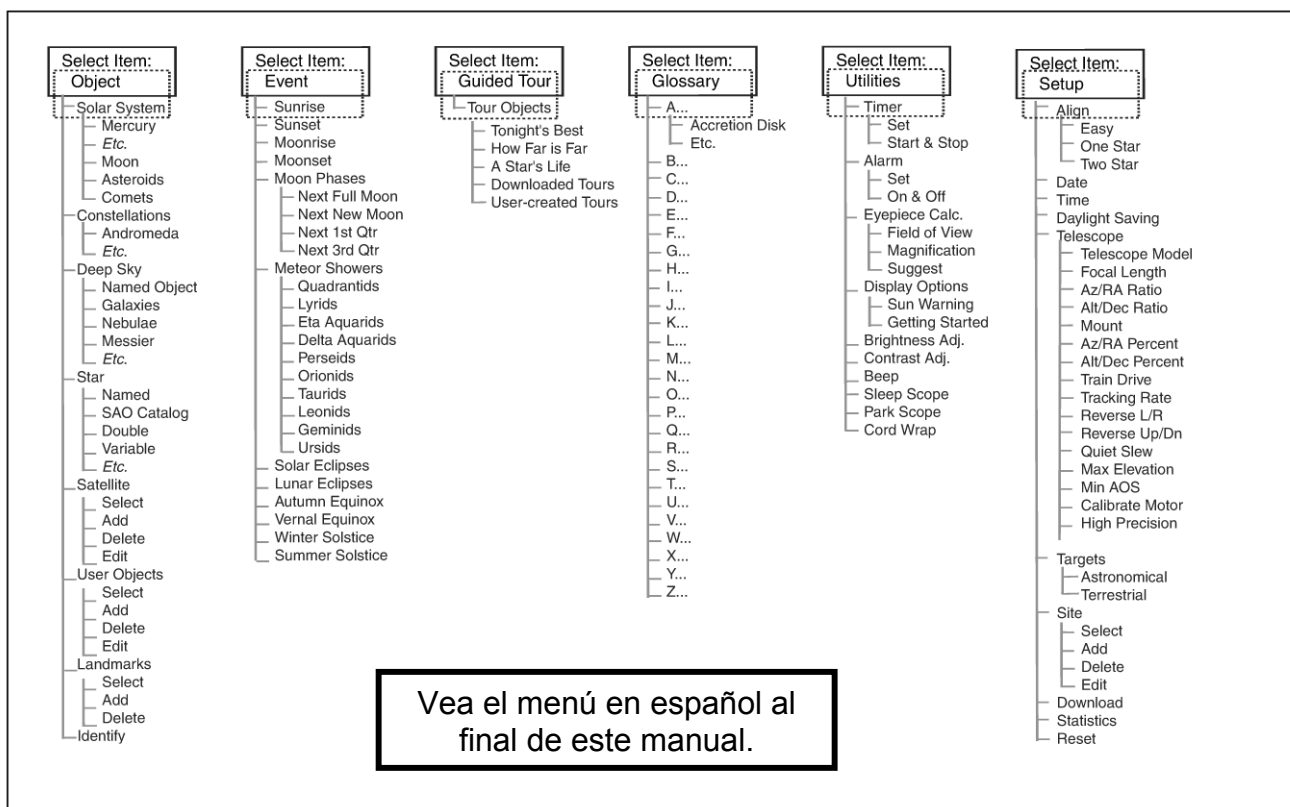 Select Item:
Object
Solar System
Mercury
Etc.
Moon
Asteroids
Comets
Constellations
Andromeda
Etc.
Deep Sky
Named Object
Galaxies
Nebulae
Messier
Etc.
Star
Named
SAO Catalog
Double
Variable
Etc.
Satellite
Select
Add
Delete
Edit
User Objects
Select
Add
Delete
Edit
Landmarks
Select
Add
Delete
Identify
Select Item:
Event
Sunrise
Sunset
Moonrise
Moonset
Moon Phases
Next Full Moon
Next New Moon
Next 1st Qtr
Next 3rd Qtr
Meteor Showers
Quadrantids
Lyrids
Eta Aquarids
Delta Aquarids
Perseids
Orionids
Taurids
Leonids
Geminids
Ursids
Solar Eclipses
Lunar Eclipses
Autumn Equinox
Vernal Equinox
Winter Solstice
Summer Solstice
Select Item:
Guided Tour
Tour Objects
Tonight's Best
How Far is Far
A Star's Life
Downloaded Tours
User-created Tours
Select Item:
Glossary
A...
Accretion Disk
Etc.
B...
C...
D...
E...
F...
G...
H...
I...
J...
K...
L...
M...
N...
O...
P...
Q...
R...
S...
T...
U...
V...
W...
X...
Y...
Z...
Select Item:
Utilities
Timer
Set
Start & Stop
Alarm
Set
On & Off
Eyepiece Calc.
Field of View
Magnification
Suggest
Display Options
Sun Warning
Getting Started
Brightness Adj.
Contrast Adj.
Beep
Sleep Scope
Park Scope
Cord Wrap
Select Item:
Setup
Align
Easy
One Star
Two Star
Date
Time
Daylight Saving
Telescope
Telescope Model
Focal Length
Az/RA Ratio
Alt/Dec Ratio
Mount
Az/RA Percent
Alt/Dec Percent
Train Drive
Tracking Rate
Reverse L/R
Reverse Up/Dn
Quiet Slew
Max Elevation
Min AOS
Calibrate Motor
High Precision
Targets
Astronomical
Terrestrial
Site
Select
Add
Delete
Edit
Download
Statistics
Reset
Vea el menú en español al
final de este manual.